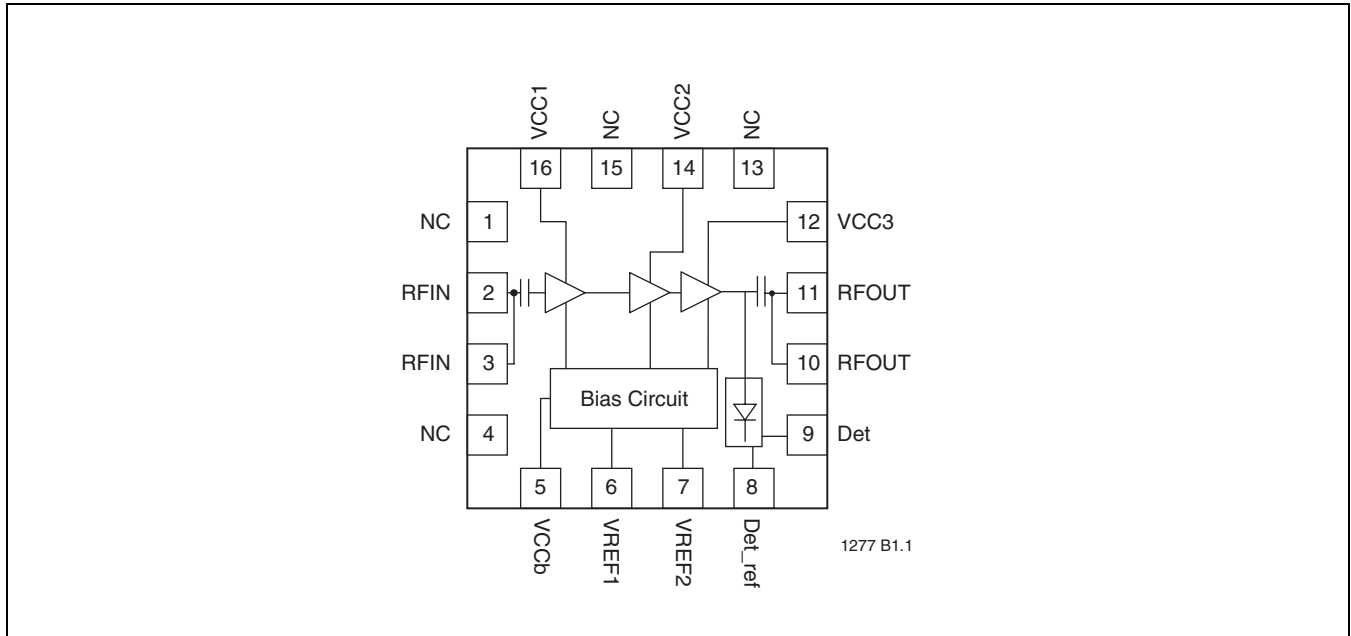 VCC1
NC
VCC2
NC
16
15
14
13
NC
1
12
VCC3
RFIN
2
11
RFOUT
RFIN
3
10
RFOUT
Bias Circuit
NC
4
9
Det
5
6
7
8
VCCb
VREF1
VREF2
Det_ref
1277 B1.1